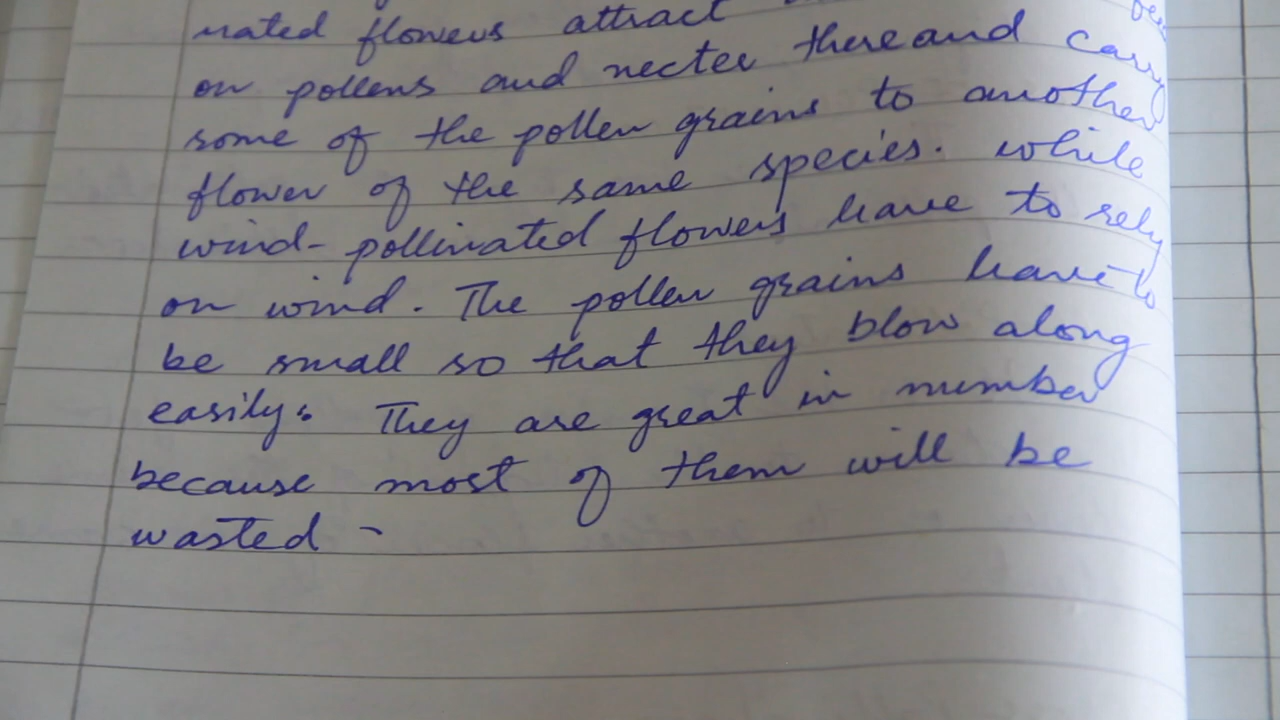 nated flowers attract
on pollens and nectee there and carry
some of the pollen grains to another
flower of the same species. while
wind-pollinated flowers have to rely
on wind. The pollen grains have to
be small so that they blow along
easily. They are great in number
because most of them will be
wasted -